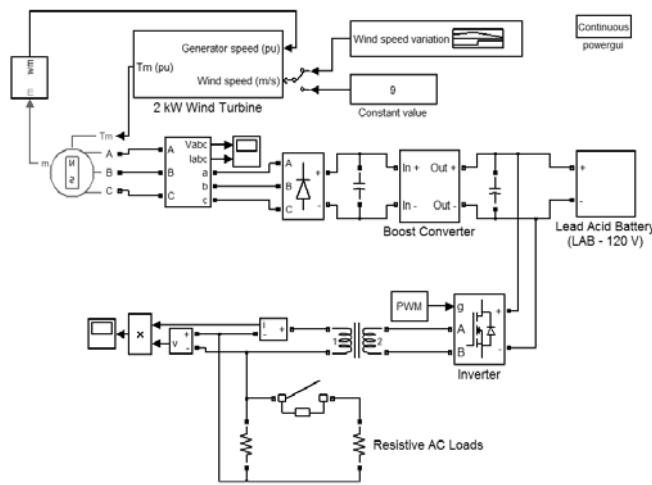 Continuous
powergui
Generator speed (pu)
Tm (pu)
Wind speed (m/s)
2 kW Wind Turbine
Wind speed variation
9
Constant value
wm
m
Tm
m
A
B
C
N
S
A
B
C
Vabc
Iabc
a
b
c
A
B
C
+
-
In +
In -
Out +
Out -
Boost Converter
+
-
Lead Acid Battery
(LAB - 120 V)
PWM
g
A
B
+
-
Inverter
1
2
i
+
-
v
+
-
x
Resistive AC Loads